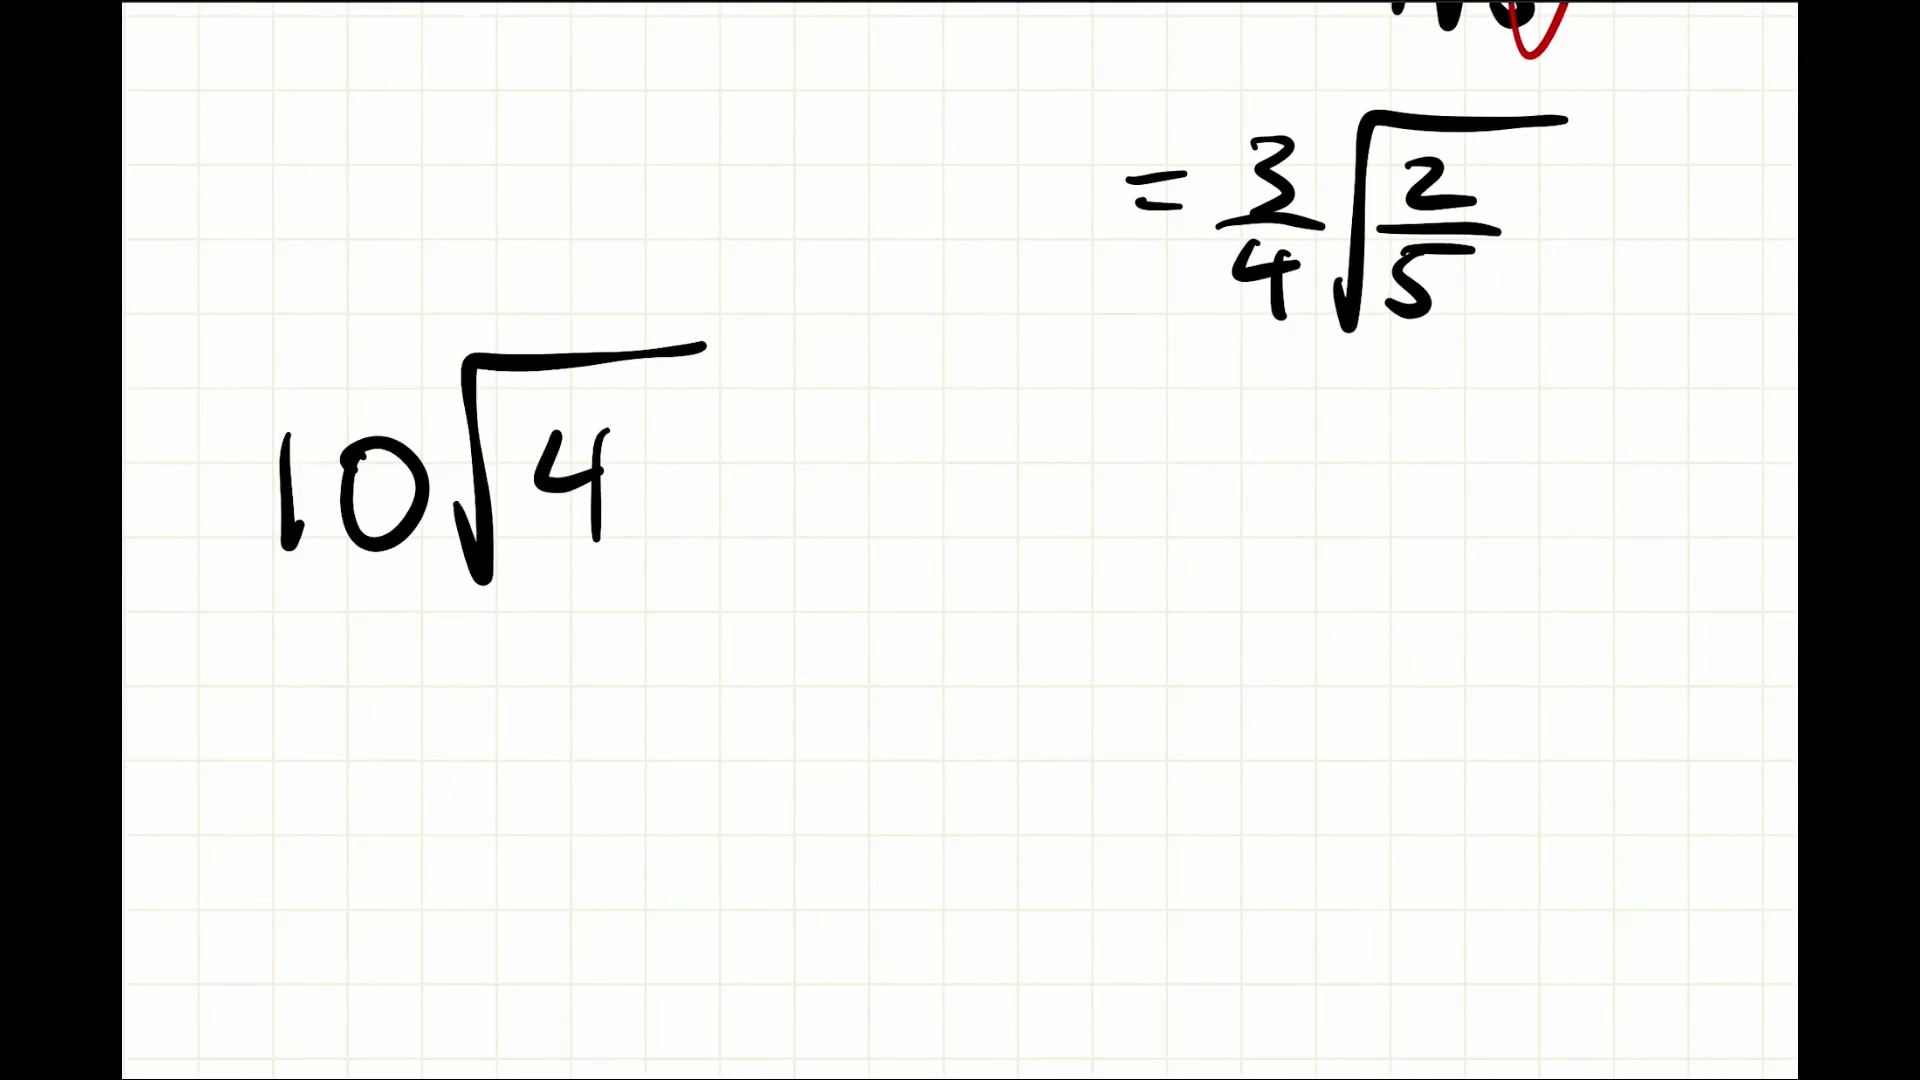 = 3/4 √(2/5)
10√4